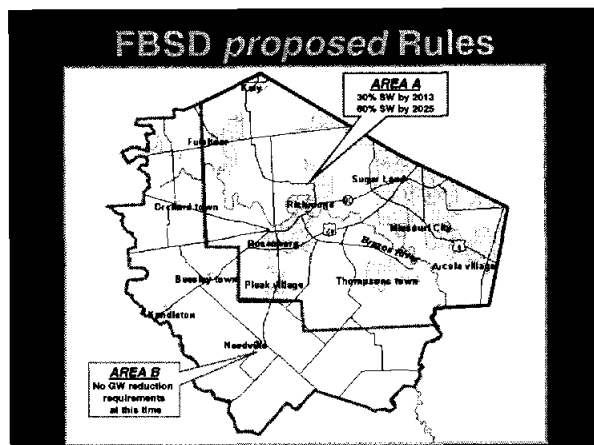 FBSD proposed Rules
AREA A
30% SW by 2013
60% SW by 2025
Katy
Fulshear
Sugar Land
Orchard town
Richmond
Missouri City
Rosenberg
Brazos River
Arcola village
Beasley town
Pleak village
Thompsons town
Kendleton
Needville
AREA B
No GW reduction
requirements
at this time